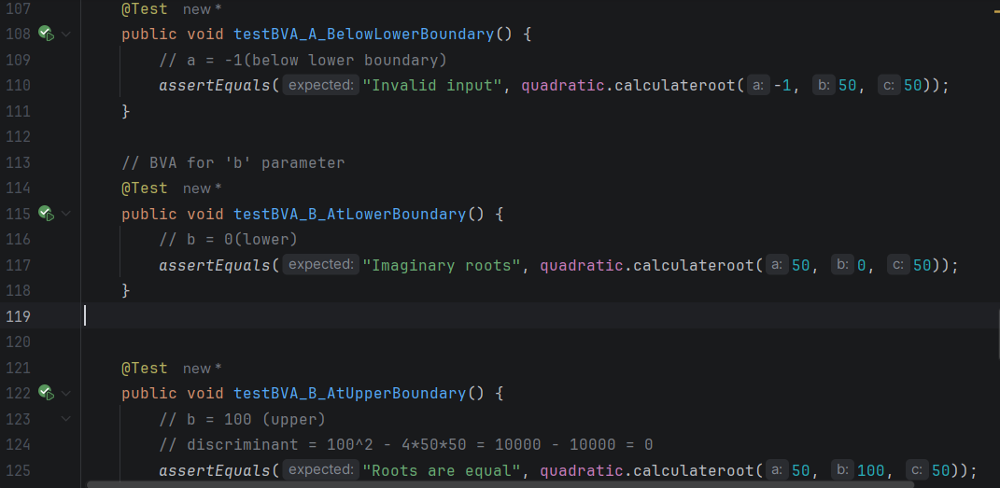 107 @Test new *
108 public void testBVA_A_BelowLowerBoundary() {
109 // a = -1(below lower boundary)
110 assertEquals( expected: "Invalid input", quadratic.calculateroot( a: -1, b: 50, c: 50));
111 }
112
113 // BVA for 'b' parameter
114 @Test new *
115 public void testBVA_B_AtLowerBoundary() {
116 // b = 0(lower)
117 assertEquals( expected: "Imaginary roots", quadratic.calculateroot( a: 50, b: 0, c: 50));
118 }
119
120
121 @Test new *
122 public void testBVA_B_AtUpperBoundary() {
123 // b = 100 (upper)
124 // discriminant = 100^2 - 4*50*50 = 10000 - 10000 = 0
125 assertEquals( expected: "Roots are equal", quadratic.calculateroot( a: 50, b: 100, c: 50));